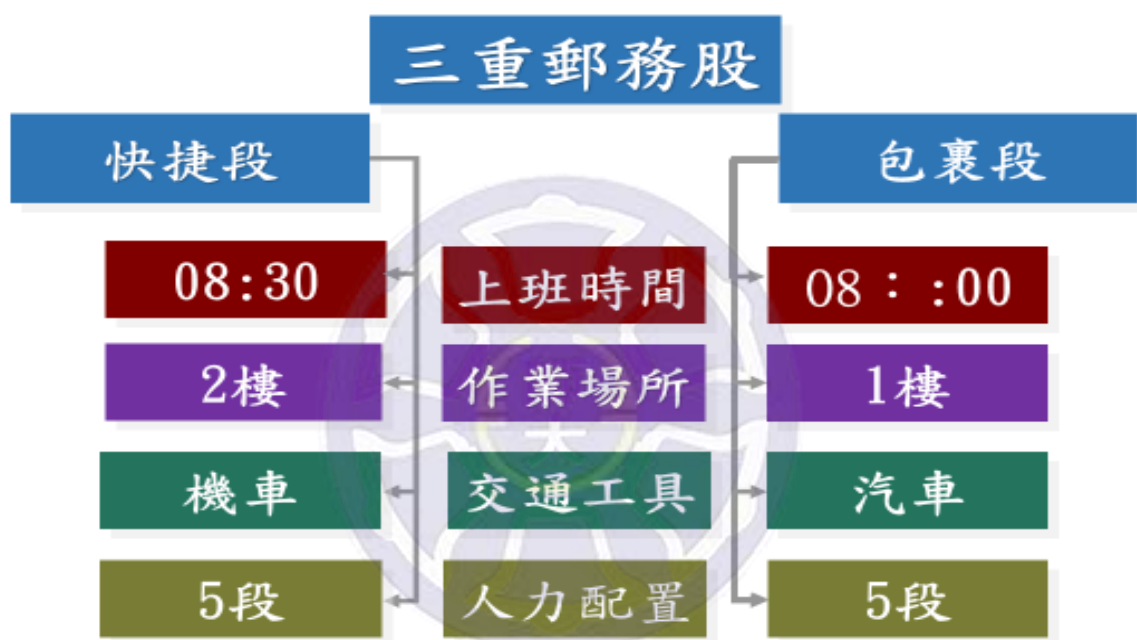 三重郵務股
快捷段
包裹段
08:30
上班時間
08：:00
2樓
作業場所
1樓
機車
交通工具
汽車
5段
人力配置
5段
大